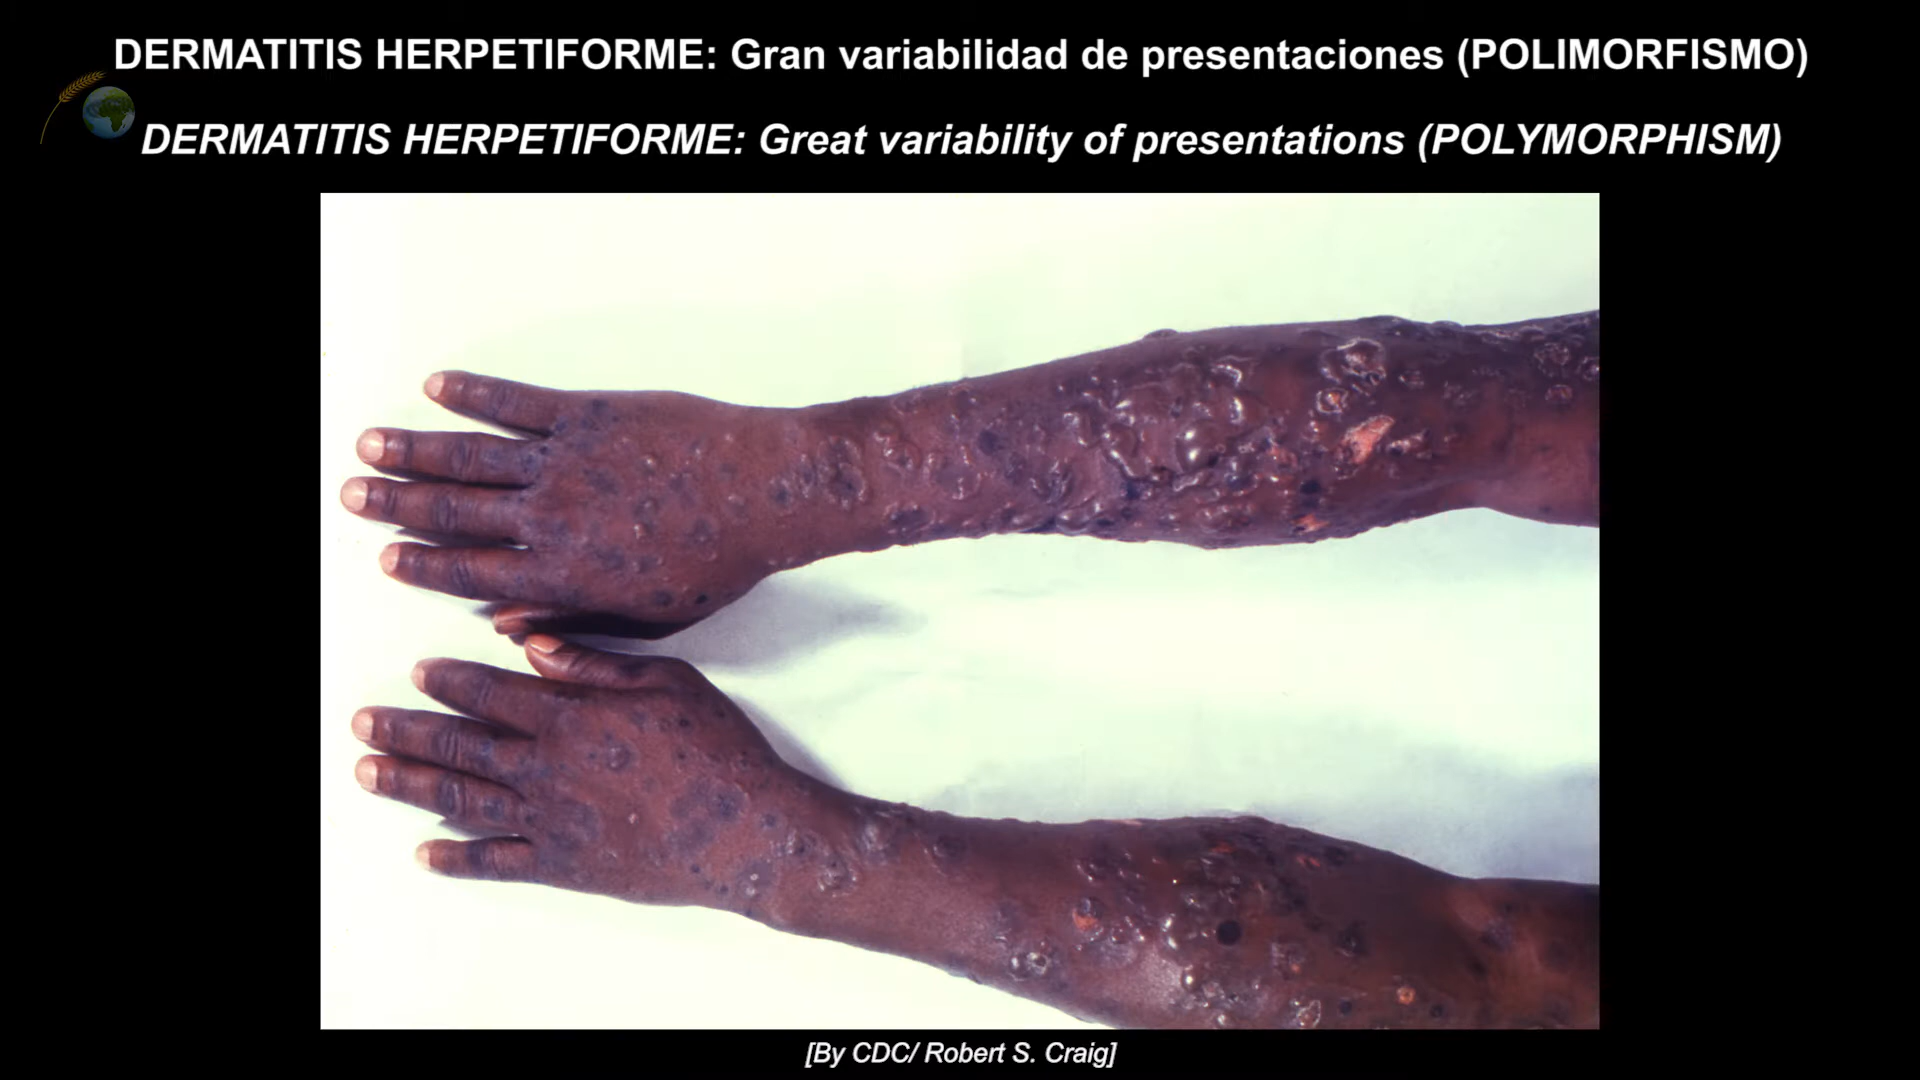 DERMATITIS HERPETIFORME: Gran variabilidad de presentaciones (POLIMORFISMO)
DERMATITIS HERPETIFORME: Great variability of presentations (POLYMORPHISM)
[By CDC/ Robert S. Craig]